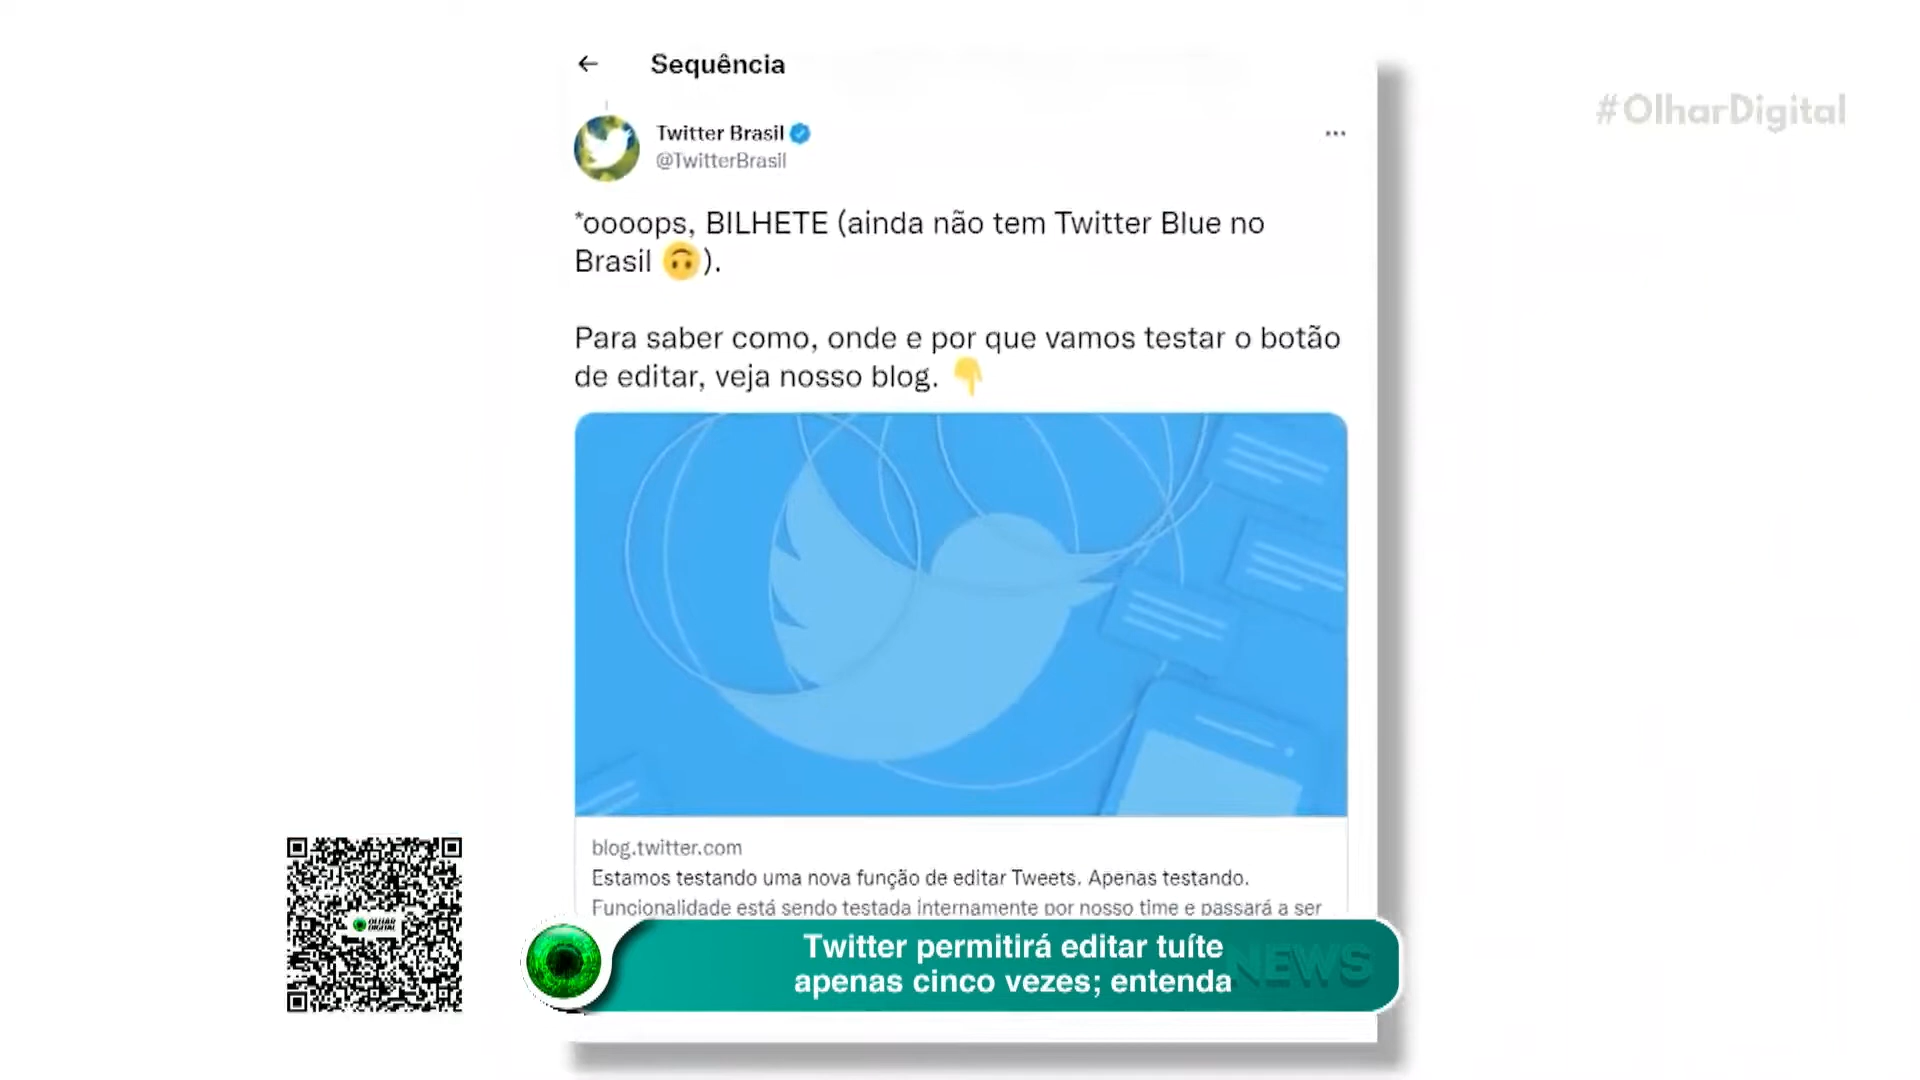 Sequência
#OlharDigital
Twitter Brasil
@TwitterBrasil
*oooops, BILHETE (ainda não tem Twitter Blue no
Brasil 🙃).
Para saber como, onde e por que vamos testar o botão
de editar, veja nosso blog. 👇
blog.twitter.com
Estamos testando uma nova função de editar Tweets. Apenas testando.
Funcionalidade está sendo testada internamente por nosso time e passará a ser
OLHAR
DIGITAL
Twitter permitirá editar tuíte
apenas cinco vezes; entenda
NEWS